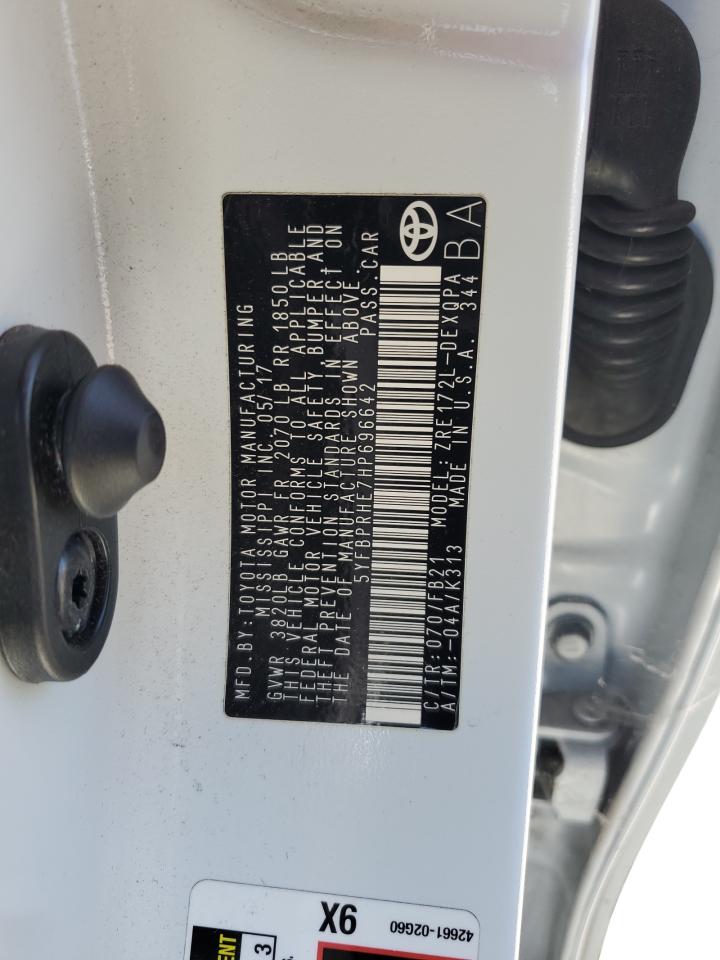 MFD.BY:TOYOTA MOTOR MANUFACTURING
MISSISSIPPI, INC. 05/17
GVWR 3820LB GAWR FR 2070 LB RR 1850 LB
THIS VEHICLE CONFORMS TO ALL APPLICABLE
FEDERAL MOTOR VEHICLE SAFETY, BUMPER AND
THEFT PREVENTION STANDARDS IN EFFECT ON
THE DATE OF MANUFACTURE SHOWN ABOVE.
5YFBPRHE7HP696642 PASS.CAR
C/TR: 070/FB21 MODEL: ZRE172L-DEXQPA
A/TM:-04A/K313 MADE IN U.S.A. 344
BA
9X
42661-02G60
3